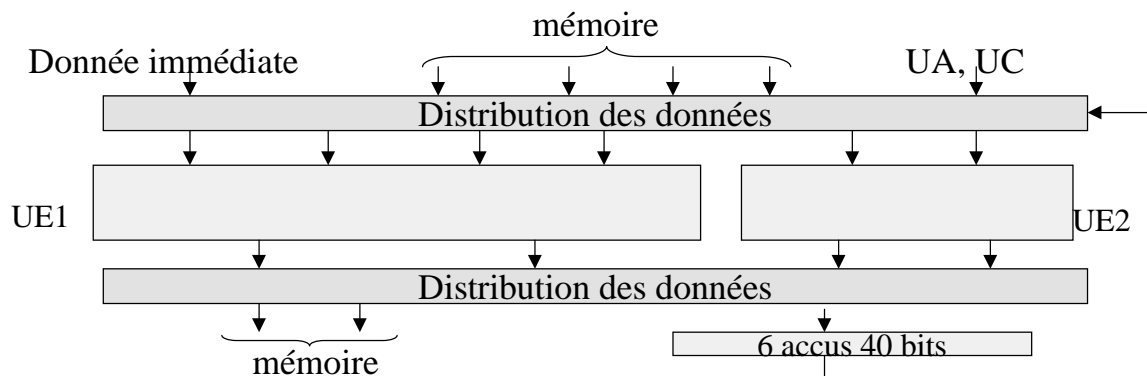 mémoire
Donnée immédiate
UA, UC
Distribution des données
UE1
UE2
Distribution des données
mémoire
6 accus 40 bits